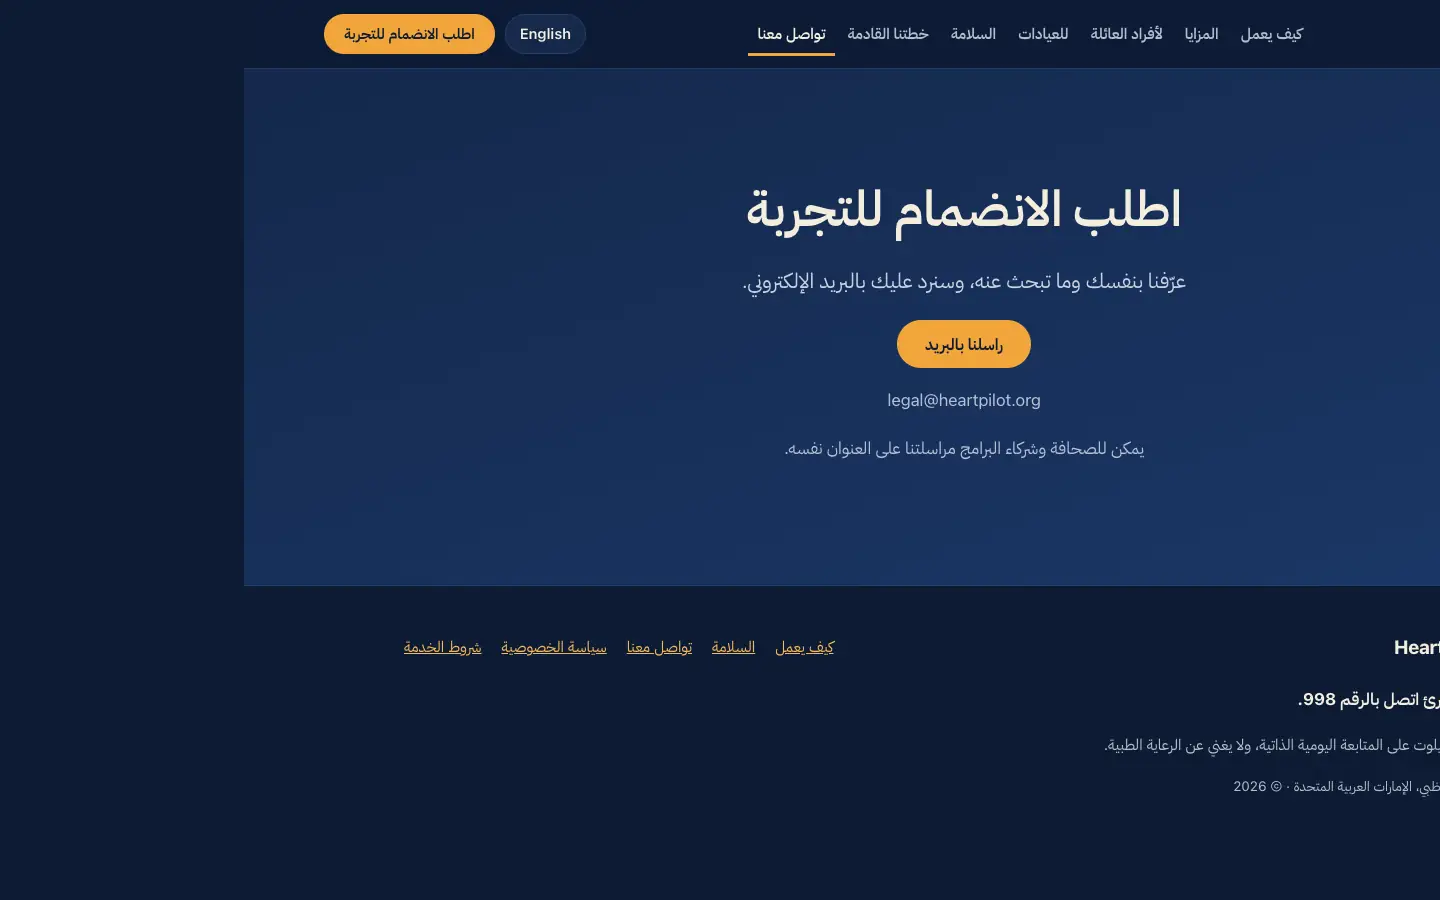 كيف يعمل
المزايا
لأفراد العائلة
للعيادات
السلامة
خطتنا القادمة
تواصل معنا
English
اطلب الانضمام للتجربة
اطلب الانضمام للتجربة
عرّفنا بنفسك وما تبحث عنه، وسنرد عليك بالبريد الإلكتروني.
راسلنا بالبريد
legal@heartpilot.org
يمكن للصحافة وشركاء البرامج مراسلتنا على العنوان نفسه.
Heart
اتصل بالرقم 998.
على المتابعة اليومية الذاتية، ولا يغني عن الرعاية الطبية.
الإمارات العربية المتحدة · © 2026
كيف يعمل
السلامة
تواصل معنا
سياسة الخصوصية
شروط الخدمة